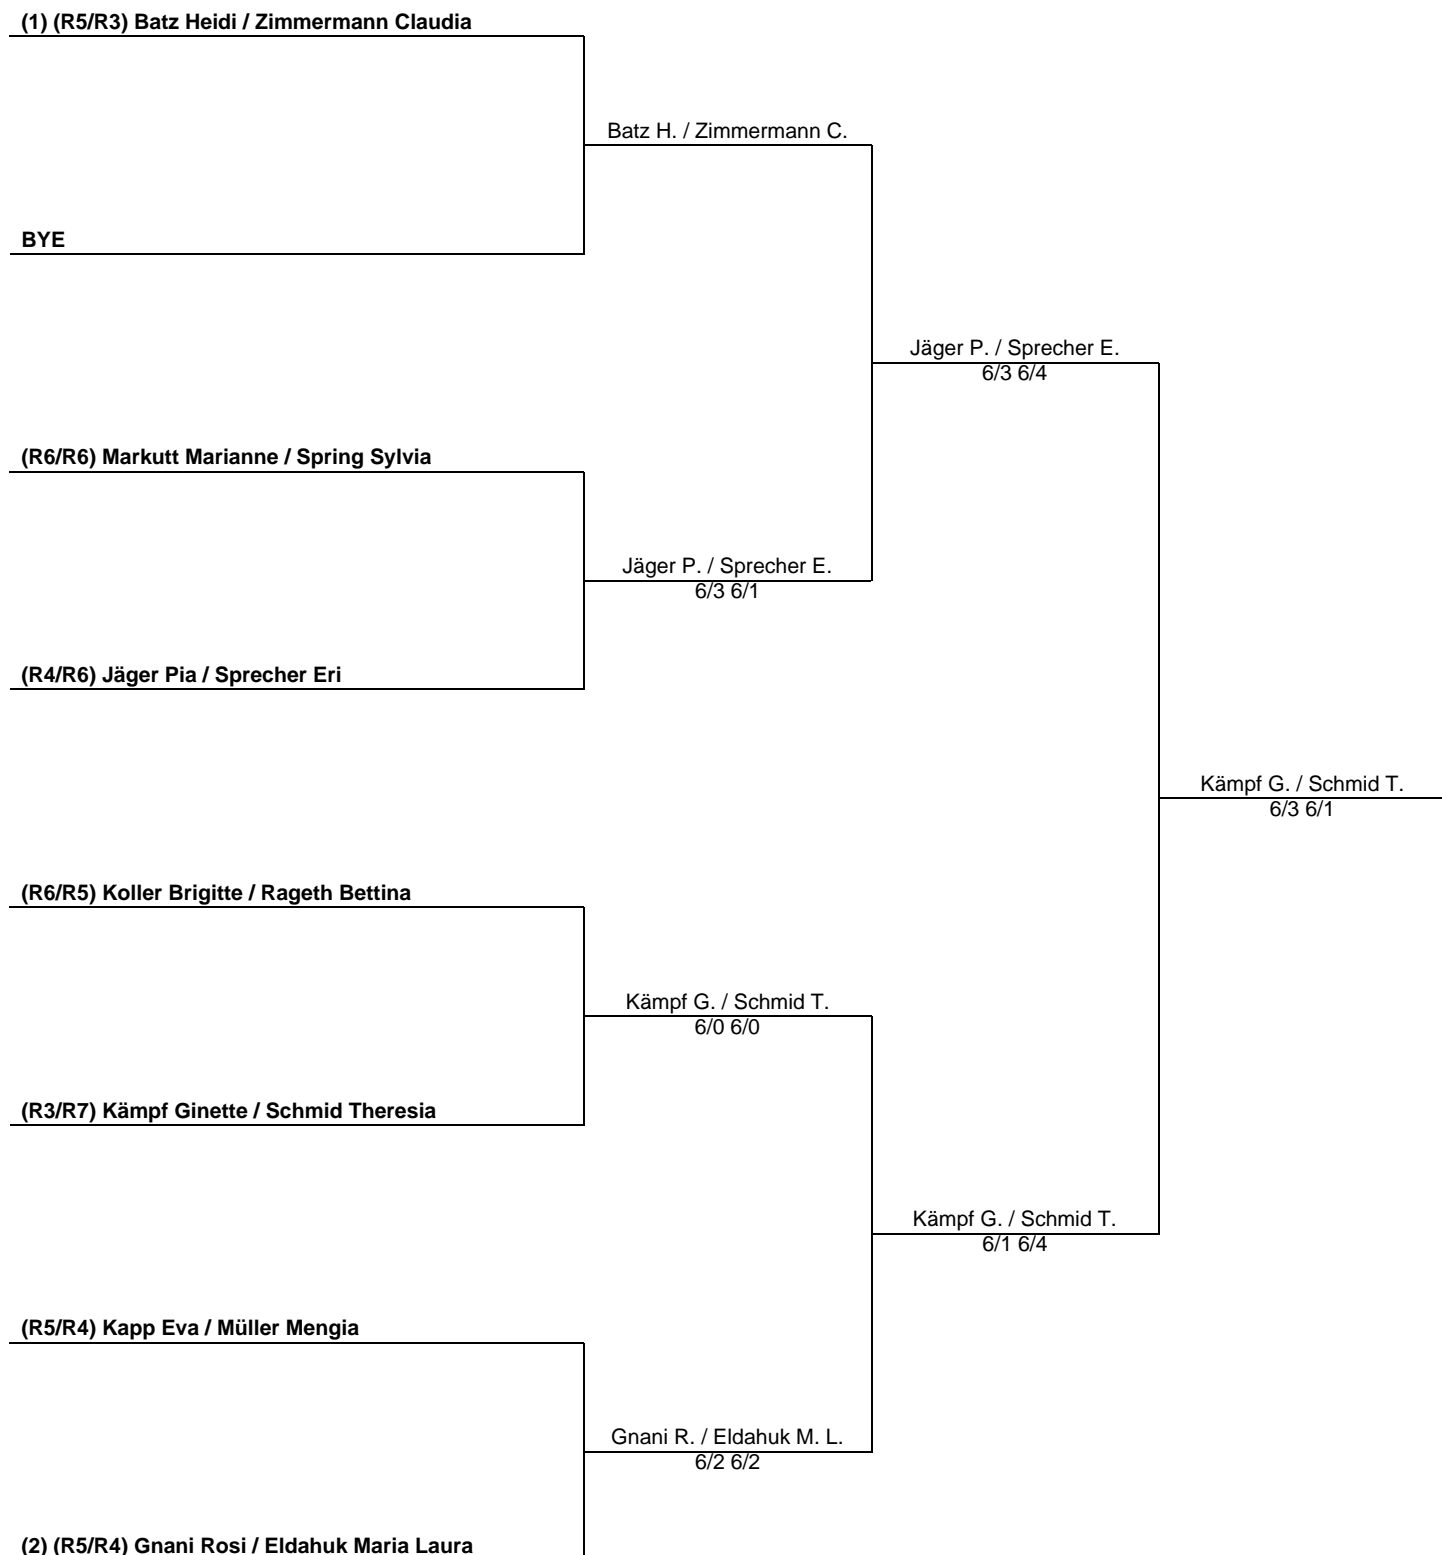 (1) (R5/R3) Batz Heidi / Zimmermann Claudia
Batz H. / Zimmermann C.
BYE
Jäger P. / Sprecher E.
6/3 6/4
(R6/R6) Markutt Marianne / Spring Sylvia
Jäger P. / Sprecher E.
6/3 6/1
(R4/R6) Jäger Pia / Sprecher Eri
Kämpf G. / Schmid T.
6/3 6/1
(R6/R5) Koller Brigitte / Rageth Bettina
Kämpf G. / Schmid T.
6/0 6/0
(R3/R7) Kämpf Ginette / Schmid Theresia
Kämpf G. / Schmid T.
6/1 6/4
(R5/R4) Kapp Eva / Müller Mengia
Gnani R. / Eldahuk M. L.
6/2 6/2
(2) (R5/R4) Gnani Rosi / Eldahuk Maria Laura